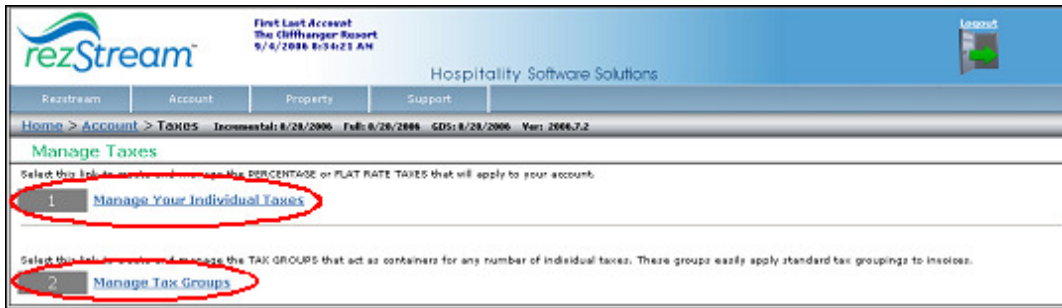 rezStream
First Last Account
The Cliffhanger Resort
9/4/2006 8:34:21 AM
Hospitality Software Solutions
Logout
Rezstream Account Property Support
Home > Account > Taxes Incremental: 8/28/2006 Full: 8/28/2006 GDS: 8/28/2006 Ver: 2006.7.2
Manage Taxes
Select this link to create and manage the PERCENTAGE or FLAT RATE TAXES that will apply to your account.
1 Manage Your Individual Taxes
Select this link to create and manage the TAX GROUPS that act as containers for any number of individual taxes. These groups easily apply standard tax groupings to invoices.
2 Manage Tax Groups